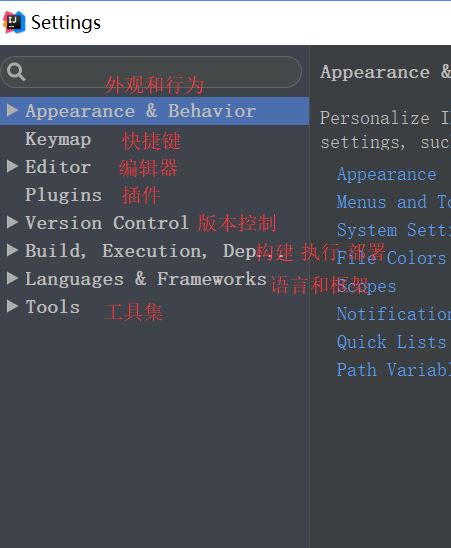 Settings
外观和行为
Appearance & Behavior
Keymap 快捷键
Editor 编辑器
Plugins 插件
Version Control 版本控制
Build, Execution, Dep... 构建 执行 部署
Languages & Frameworks 语言和框架
Tools 工具集
Appearance &
Personalize I
settings, suc
Appearance
Menus and To
System Setti
File Colors
Scopes
Notification
Quick Lists
Path Variabl